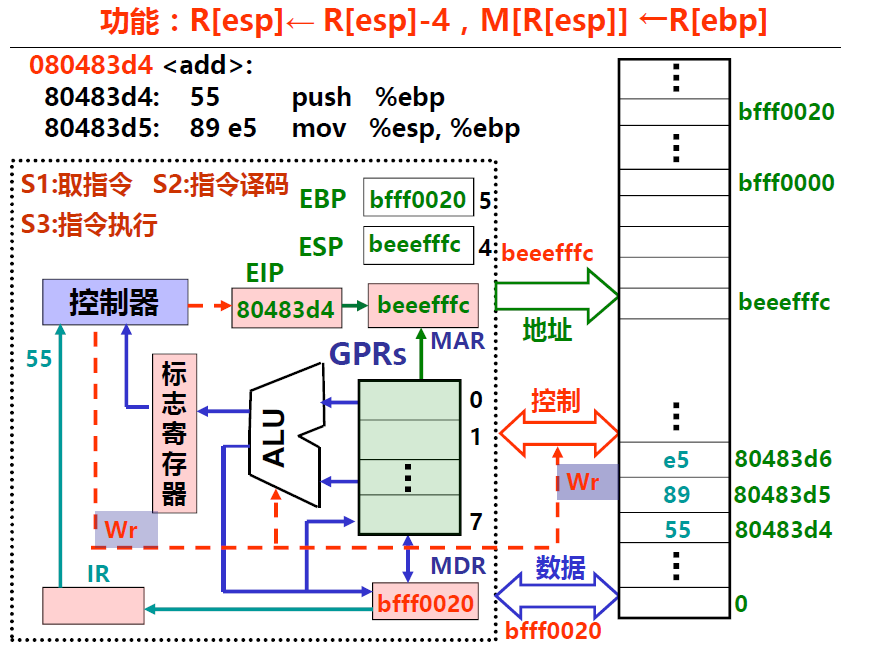 功能：R[esp]← R[esp]-4，M[R[esp]] ←R[ebp]
080483d4 <add>:
80483d4: 55 push %ebp
80483d5: 89 e5 mov %esp, %ebp
S1:取指令 S2:指令译码
S3:指令执行
EBP bfff0020 5
ESP beeefffc 4
EIP
控制器
80483d4
beeefffc
MAR
GPRs
55
标志寄存器
ALU
0
1
7
Wr
IR
MDR
bfff0020
beeefffc
地址
控制
Wr
数据
bfff0020
bfff0020
bfff0000
beeefffc
e5 80483d6
89 80483d5
55 80483d4
0